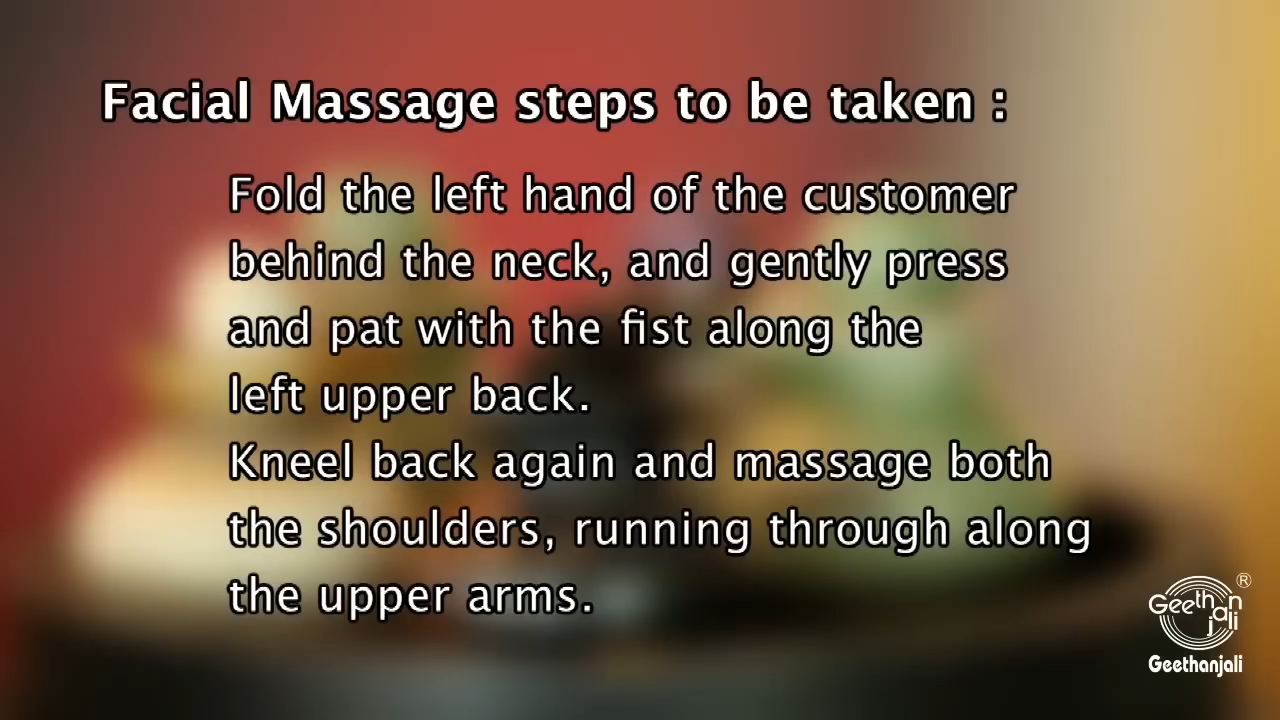 Facial Massage steps to be taken :
Fold the left hand of the customer
behind the neck, and gently press
and pat with the fist along the
left upper back.
Kneel back again and massage both
the shoulders, running through along
the upper arms.
Geethanjali ®
Geethanjali